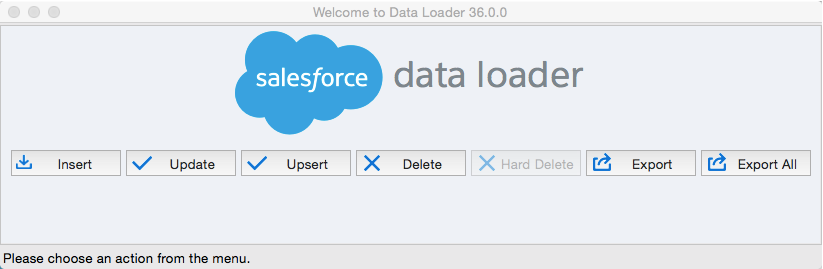 Welcome to Data Loader 36.0.0
salesforce data loader
Insert Update Upsert Delete Hard Delete Export Export All
Please choose an action from the menu.